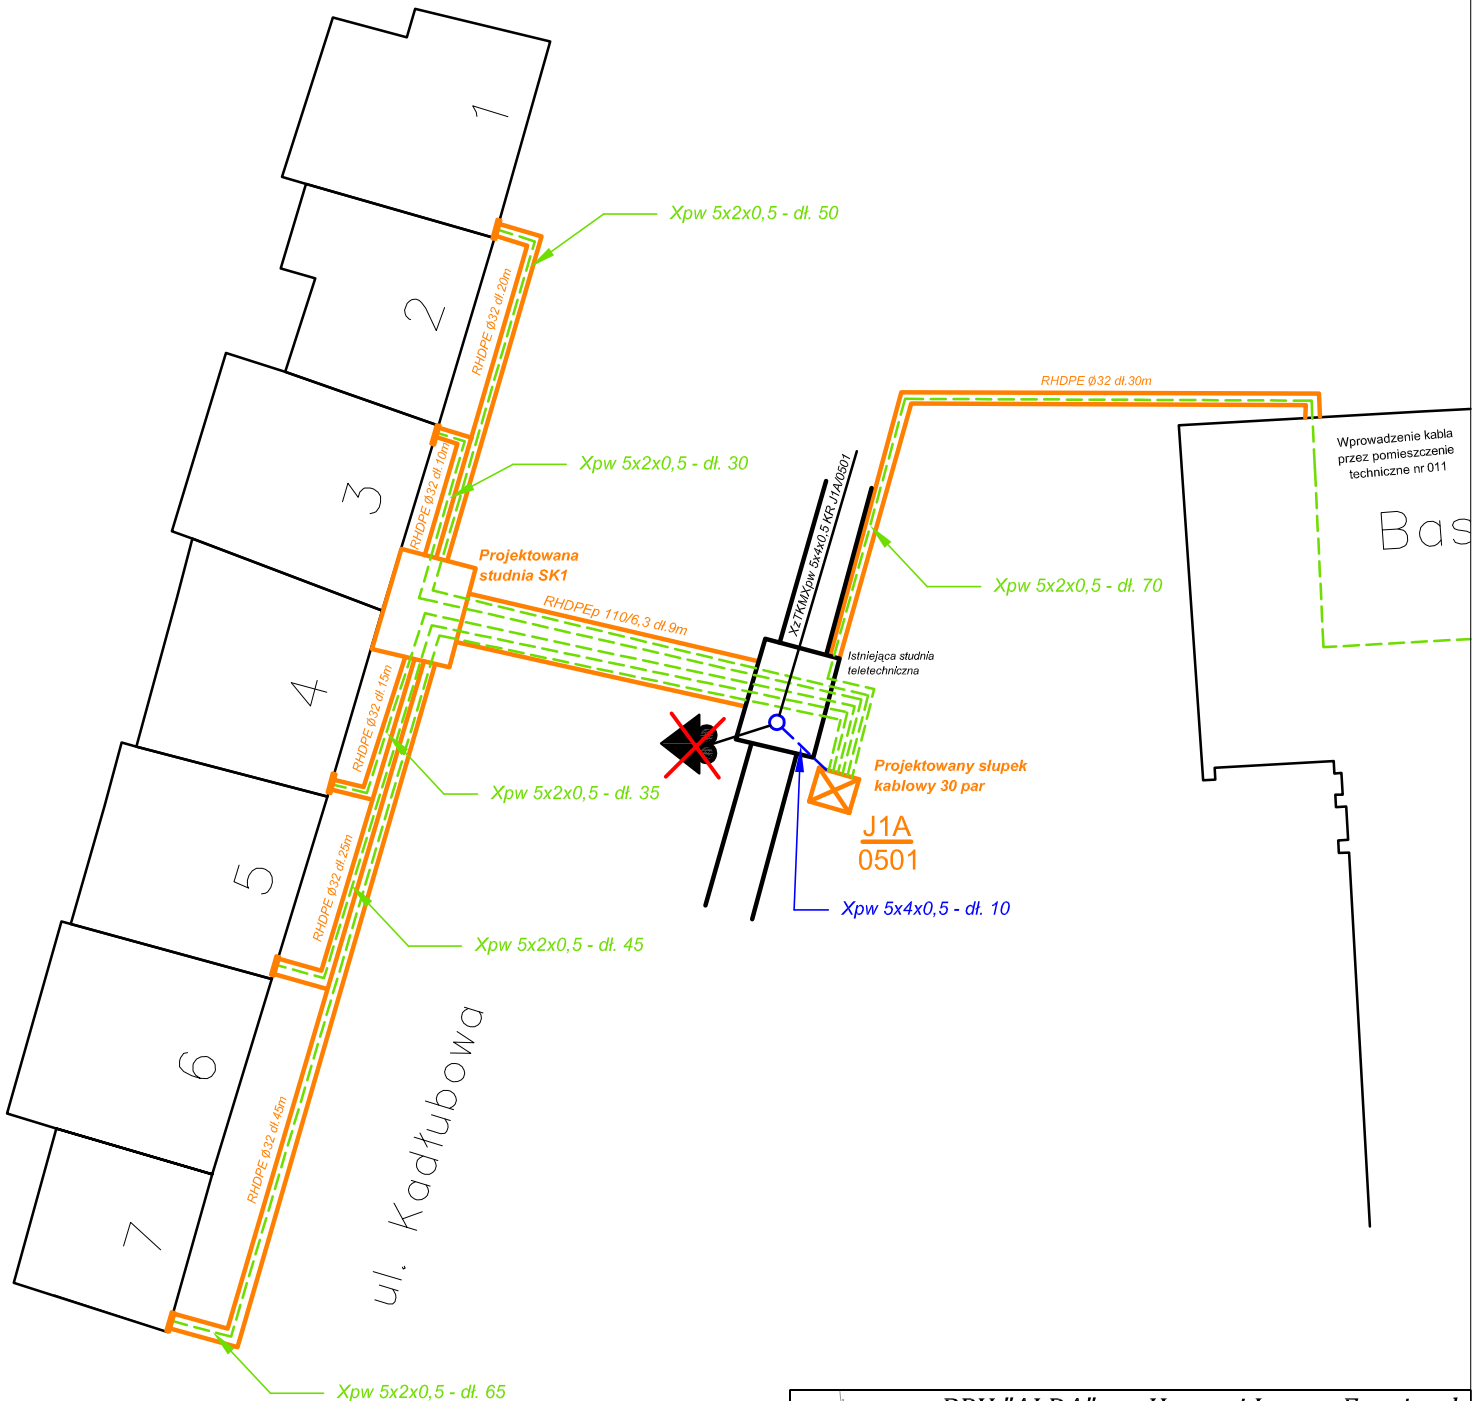 1
2
3
4
5
6
7
Xpw 5x2x0,5 - dł. 50
RHDPE Ø32 dł.20m
Xpw 5x2x0,5 - dł. 30
RHDPE Ø32 dł.10m
Projektowana
studnia SK1
RHDPEp 110/6,3 dł.9m
XzTKMXpw 5x4x0,5 KR J1A/0501
RHDPE Ø32 dł.30m
Wprowadzenie kabla
przez pomieszczenie
techniczne nr 011
Bas
Xpw 5x2x0,5 - dł. 70
Istniejąca studnia
teletechniczna
RHDPE Ø32 dł.15m
Xpw 5x2x0,5 - dł. 35
Projektowany słupek
kablowy 30 par
J1A
0501
Xpw 5x4x0,5 - dł. 10
RHDPE Ø32 dł.25m
Xpw 5x2x0,5 - dł. 45
RHDPE Ø32 dł.45m
ul. Kadłubowa
Xpw 5x2x0,5 - dł. 65